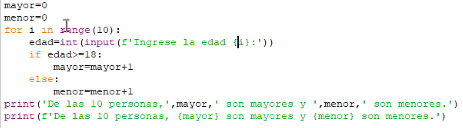 mayor=0
menor=0
for i in range(10):
    edad=int(input(f'Ingrese la edad {i}:'))
    if edad>=18:
        mayor=mayor+1
    else:
        menor=menor+1
print('De las 10 personas,',mayor,' son mayores y ',menor,' son menores.')
print(f'De las 10 personas, {mayor} son mayores y {menor} son menores.')